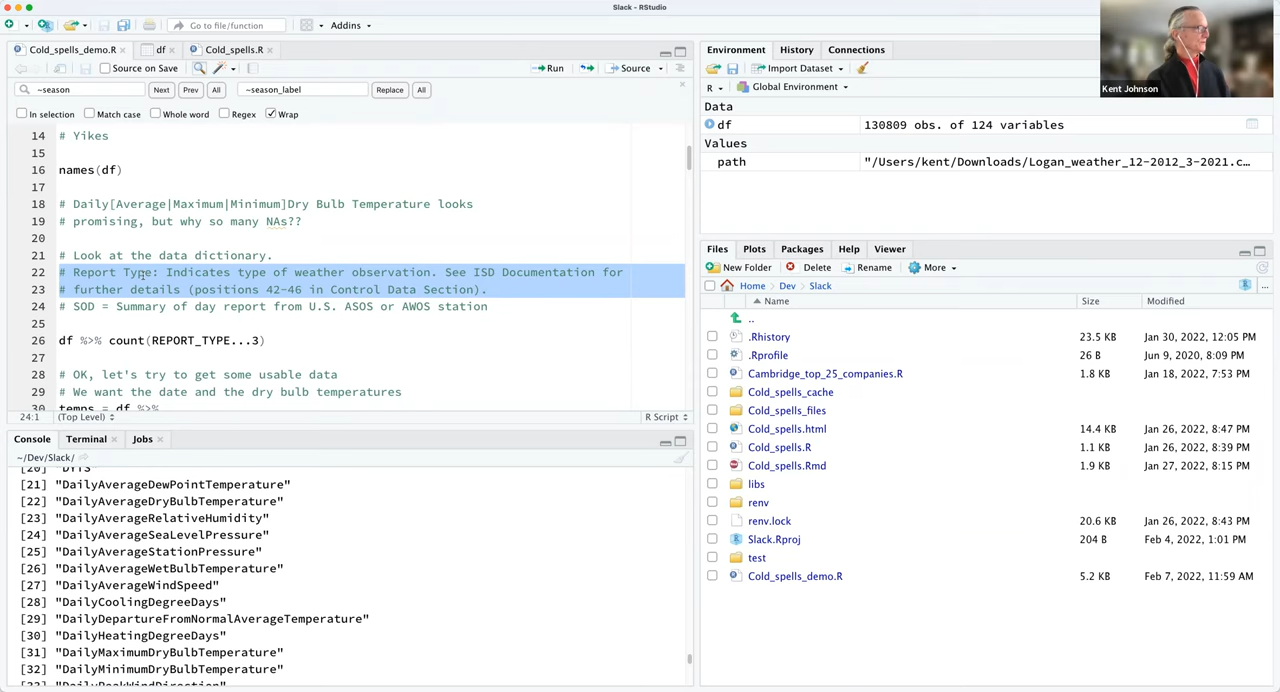 Slack - RStudio
Go to file/function
Addins
Cold_spells_demo.R
df
Cold_spells.R
Source on Save
Run
Source
~season
Next
Prev
All
~season_label
Replace
All
In selection
Match case
Whole word
Regex
Wrap
14 # Yikes
15
16 names(df)
17
18 # Daily[Average|Maximum|Minimum]Dry Bulb Temperature looks
19 # promising, but why so many NAs??
20
21 # Look at the data dictionary.
22 # Report Type: Indicates type of weather observation. See ISD Documentation for
23 # further details (positions 42-46 in Control Data Section).
24 # SOD = Summary of day report from U.S. ASOS or AWOS station
25
26 df %>% count(REPORT_TYPE...3)
27
28 # OK, let's try to get some usable data
29 # We want the date and the dry bulb temperatures
30 temps = df %>%
24:1 (Top Level) R Script
Console Terminal Jobs
~/Dev/Slack/
[20] "DYTS"
[21] "DailyAverageDewPointTemperature"
[22] "DailyAverageDryBulbTemperature"
[23] "DailyAverageRelativeHumidity"
[24] "DailyAverageSeaLevelPressure"
[25] "DailyAverageStationPressure"
[26] "DailyAverageWetBulbTemperature"
[27] "DailyAverageWindSpeed"
[28] "DailyCoolingDegreeDays"
[29] "DailyDepartureFromNormalAverageTemperature"
[30] "DailyHeatingDegreeDays"
[31] "DailyMaximumDryBulbTemperature"
[32] "DailyMinimumDryBulbTemperature"
[33] "DailyPeakWindDirection"
Environment History Connections
Import Dataset
R Global Environment
Data
df 130809 obs. of 124 variables
Values
path "/Users/kent/Downloads/Logan_weather_12-2012_3-2021.c…
Kent Johnson
Files Plots Packages Help Viewer
New Folder Delete Rename More
Home Dev Slack
Name Size Modified
..
.Rhistory 23.5 KB Jan 30, 2022, 12:05 PM
.Rprofile 26 B Jun 9, 2020, 8:09 PM
Cambridge_top_25_companies.R 1.8 KB Jan 18, 2022, 7:53 PM
Cold_spells_cache
Cold_spells_files
Cold_spells.html 14.4 KB Jan 26, 2022, 8:47 PM
Cold_spells.R 1.1 KB Jan 26, 2022, 8:39 PM
Cold_spells.Rmd 1.9 KB Jan 27, 2022, 8:15 PM
libs
renv
renv.lock 20.6 KB Jan 26, 2022, 8:43 PM
Slack.Rproj 204 B Feb 4, 2022, 1:01 PM
test
Cold_spells_demo.R 5.2 KB Feb 7, 2022, 11:59 AM